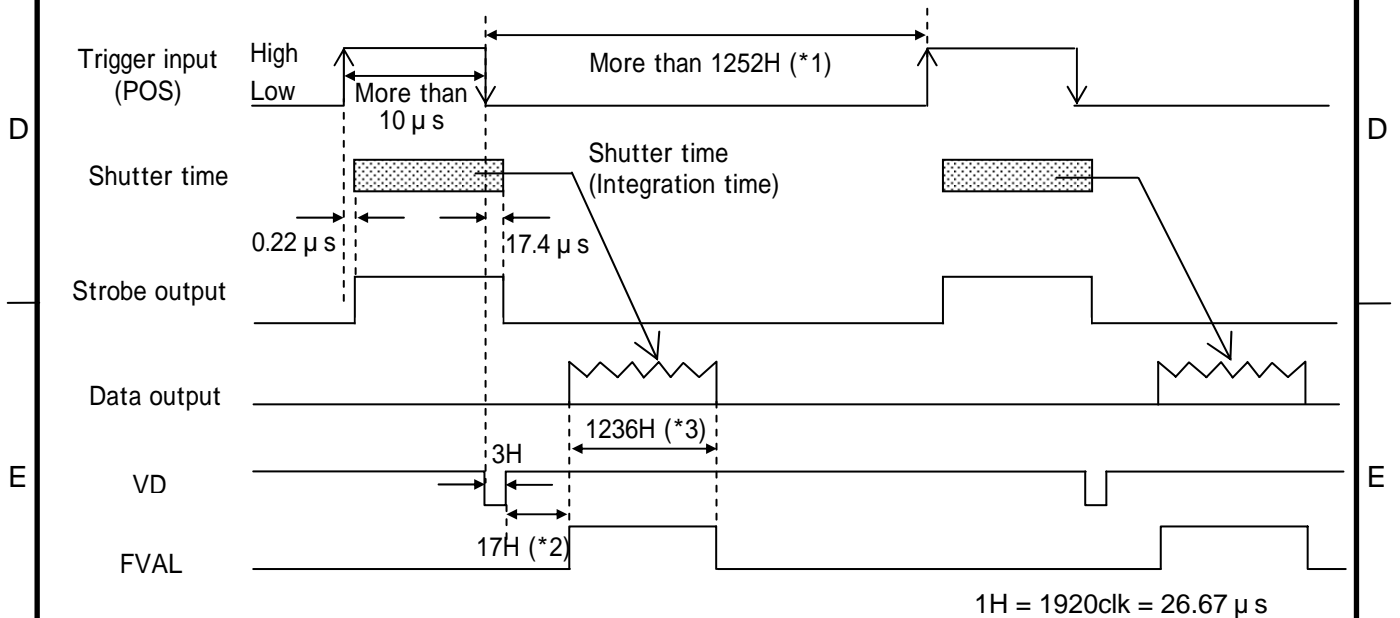 Trigger input
(POS)
High
Low
More than
10 μ s
More than 1252H (*1)
D
D
Shutter time
Shutter time
(Integration time)
0.22 μ s
17.4 μ s
Strobe output
Data output
1236H (*3)
3H
E
E
VD
17H (*2)
FVAL
1H = 1920clk = 26.67 μ s